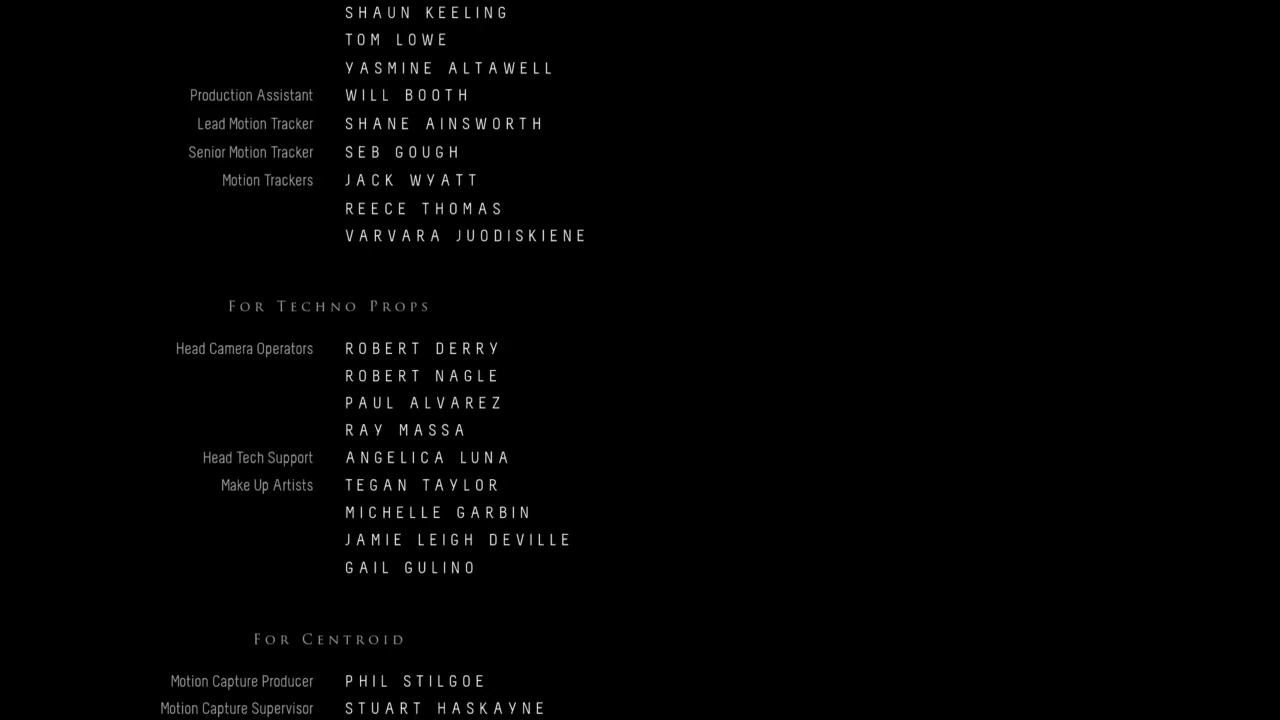 SHAUN KEELING
TOM LOWE
YASMINE ALTAWELL
Production Assistant WILL BOOTH
Lead Motion Tracker SHANE AINSWORTH
Senior Motion Tracker SEB GOUGH
Motion Trackers JACK WYATT
REECE THOMAS
VARVARA JUODISKIENE
FOR TECHNO PROPS
Head Camera Operators ROBERT DERRY
ROBERT NAGLE
PAUL ALVAREZ
RAY MASSA
Head Tech Support ANGELICA LUNA
Make Up Artists TEGAN TAYLOR
MICHELLE GARBIN
JAMIE LEIGH DEVILLE
GAIL GULINO
FOR CENTROID
Motion Capture Producer PHIL STILGOE
Motion Capture Supervisor STUART HASKAYNE